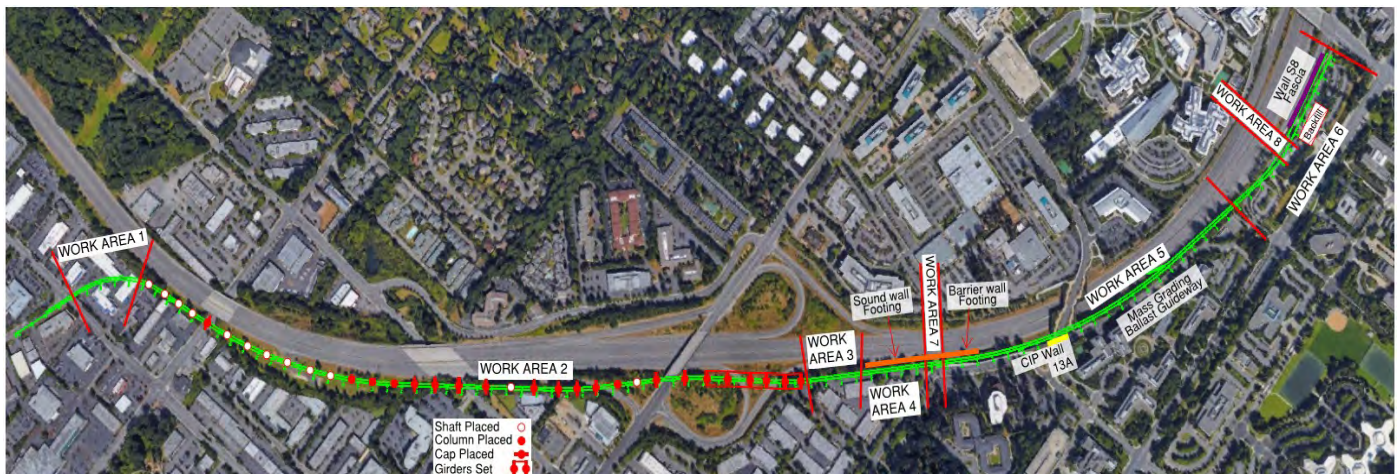 WORK AREA 1
WORK AREA 2
Shaft Placed
Column Placed
Cap Placed
Girders Set
WORK
AREA 3
Sound wall
Footing
WORK
AREA 4
WORK AREA 7
Barrier wall
Footing
CIP Wall
13A
WORK AREA 5
Mass Grading
Ballast Guideway
WORK AREA 8
Wall S8
Fascia
Backfill
WORK AREA 6